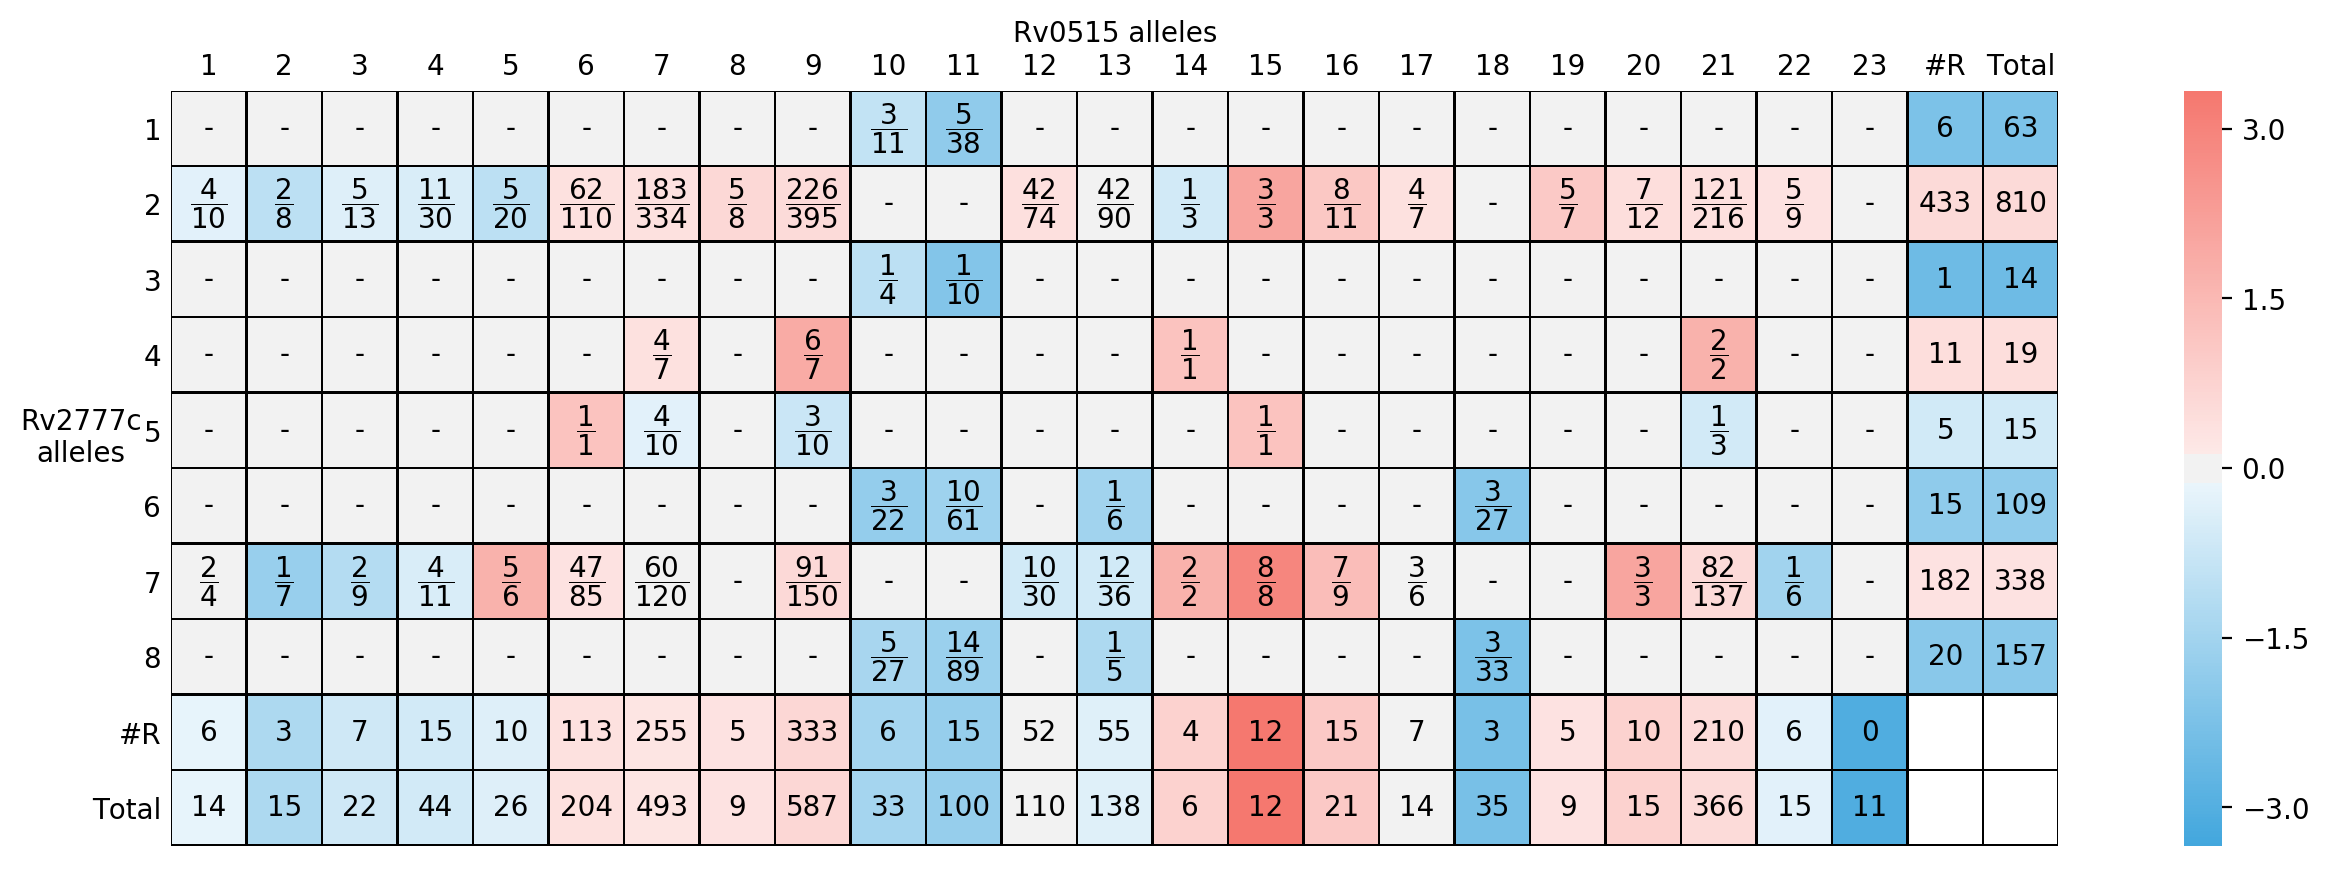 Rv0515 alleles
1 2 3 4 5 6 7 8 9 10 11 12 13 14 15 16 17 18 19 20 21 22 23 #R Total
1 - - - - - - - - - 3/11 5/38 - - - - - - - - - - - - 6 63
2 4/10 2/8 5/13 11/30 5/20 62/110 183/334 5/8 226/395 - - 42/74 42/90 1/3 3/3 8/11 4/7 - 5/7 7/12 121/216 5/9 - 433 810
3 - - - - - - - - - 1/4 1/10 - - - - - - - - - - - - 1 14
4 - - - - - - 4/7 - 6/7 - - - - 1/1 - - - - - - 2/2 - - 11 19
Rv2777c
alleles
5 - - - - - 1/1 4/10 - 3/10 - - - - - 1/1 - - - - - 1/3 - - 5 15
6 - - - - - - - - - 3/22 10/61 - 1/6 - - - - 3/27 - - - - - 15 109
7 2/4 1/7 2/9 4/11 5/6 47/85 60/120 - 91/150 - - 10/30 12/36 2/2 8/8 7/9 3/6 - - 3/3 82/137 1/6 - 182 338
8 - - - - - - - - - 5/27 14/89 - 1/5 - - - - 3/33 - - - - - 20 157
#R 6 3 7 15 10 113 255 5 333 6 15 52 55 4 12 15 7 3 5 10 210 6 0
Total 14 15 22 44 26 204 493 9 587 33 100 110 138 6 12 21 14 35 9 15 366 15 11
3.0
1.5
0.0
−1.5
−3.0